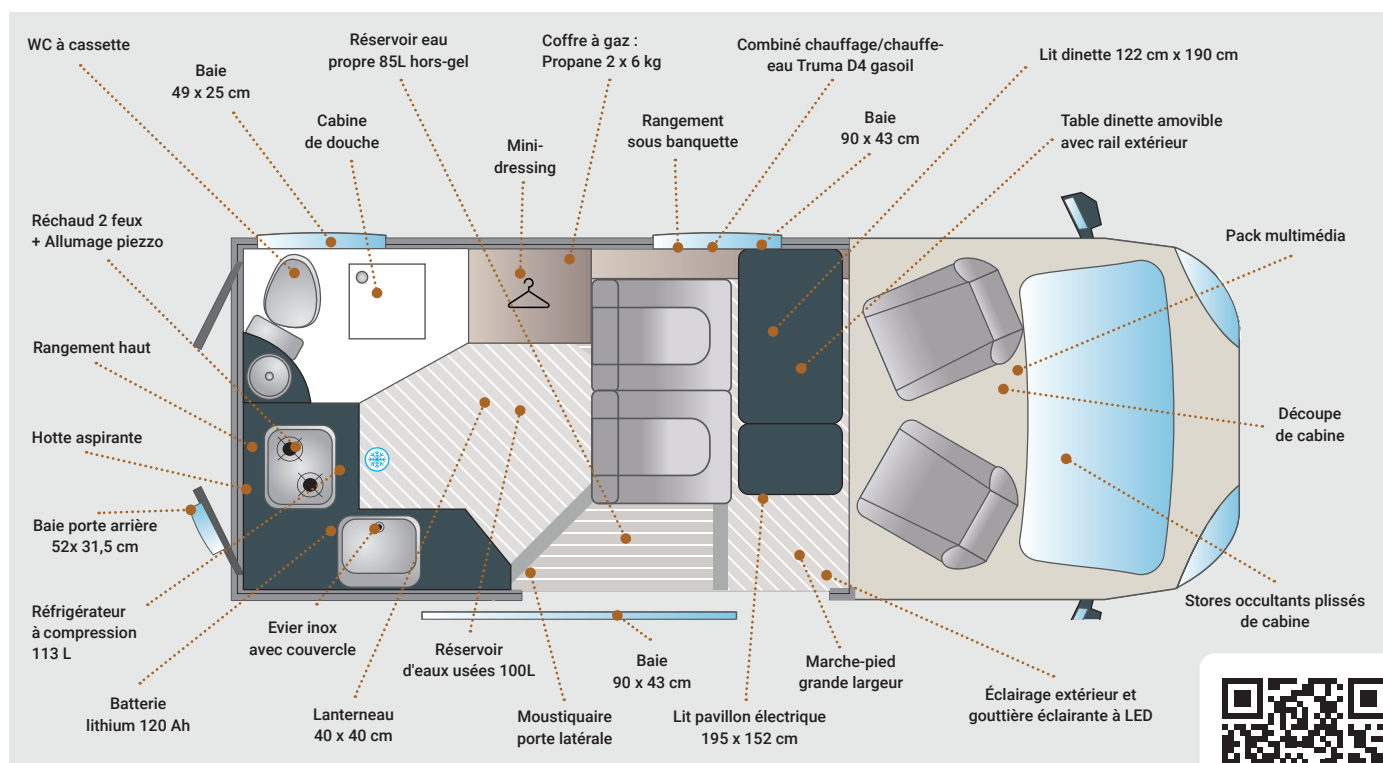 WC à cassette
Baie
49 x 25 cm
Réservoir eau
propre 85L hors-gel
Coffre à gaz :
Propane 2 x 6 kg
Combiné chauffage/chauffe-
eau Truma D4 gasoil
Lit dinette 122 cm x 190 cm
Cabine
de douche
Mini-
dressing
Rangement
sous banquette
Baie
90 x 43 cm
Table dinette amovible
avec rail extérieur
Réchaud 2 feux
+ Allumage piezzo
Pack multimédia
Rangement haut
Hotte aspirante
Découpe
de cabine
Baie porte arrière
52x 31,5 cm
Réfrigérateur
à compression
113 L
Evier inox
avec couvercle
Réservoir
d'eaux usées 100L
Baie
90 x 43 cm
Marche-pied
grande largeur
Stores occultants plissés
de cabine
Batterie
lithium 120 Ah
Lanterneau
40 x 40 cm
Moustiquaire
porte latérale
Lit pavillon électrique
195 x 152 cm
Éclairage extérieur et
gouttière éclairante à LED